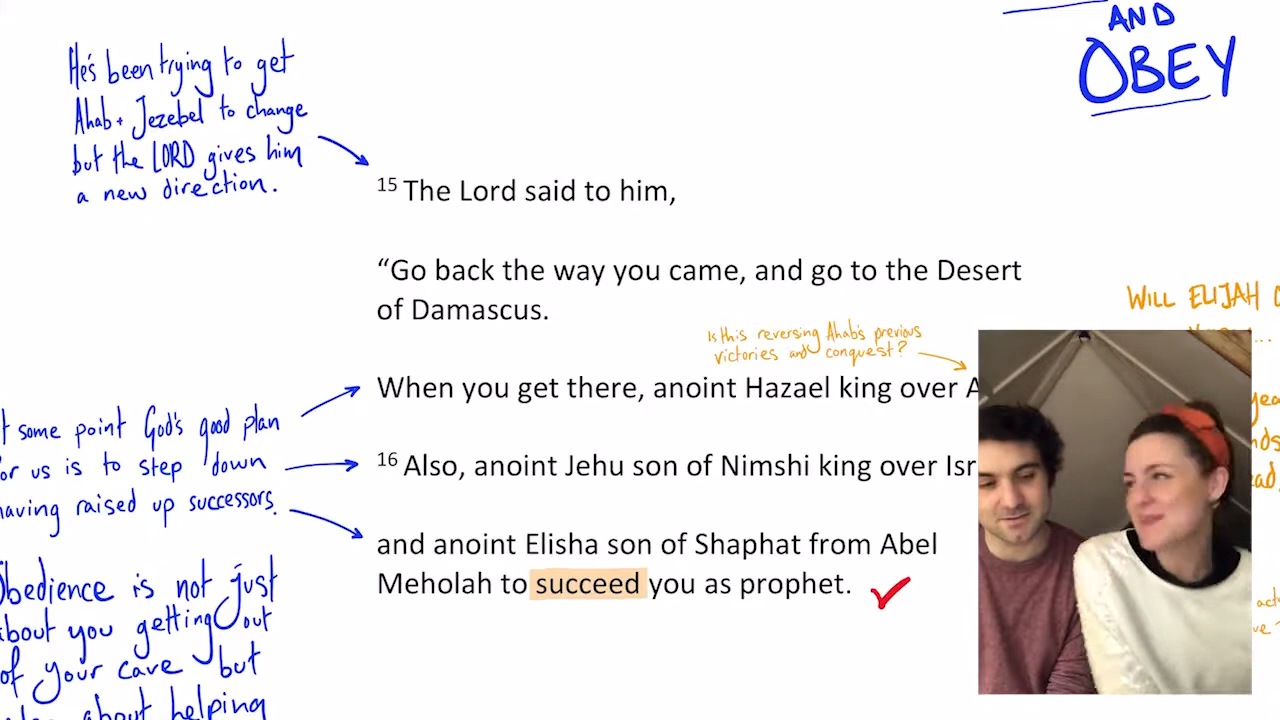 AND
OBEY
He's been trying to get
Ahab + Jezebel to change
but the LORD gives him
a new direction.
15 The Lord said to him,
“Go back the way you came, and go to the Desert
of Damascus.
WILL ELIJAH
Is this reversing Ahab's previous
victories and conquest?
When you get there, anoint Hazael king over A
some point God's good plan
for us is to step down
having raised up successors.
16 Also, anoint Jehu son of Nimshi king over Isr
and anoint Elisha son of Shaphat from Abel
Meholah to succeed you as prophet.
Obedience is not just
about you getting out
of your cave but
about helping